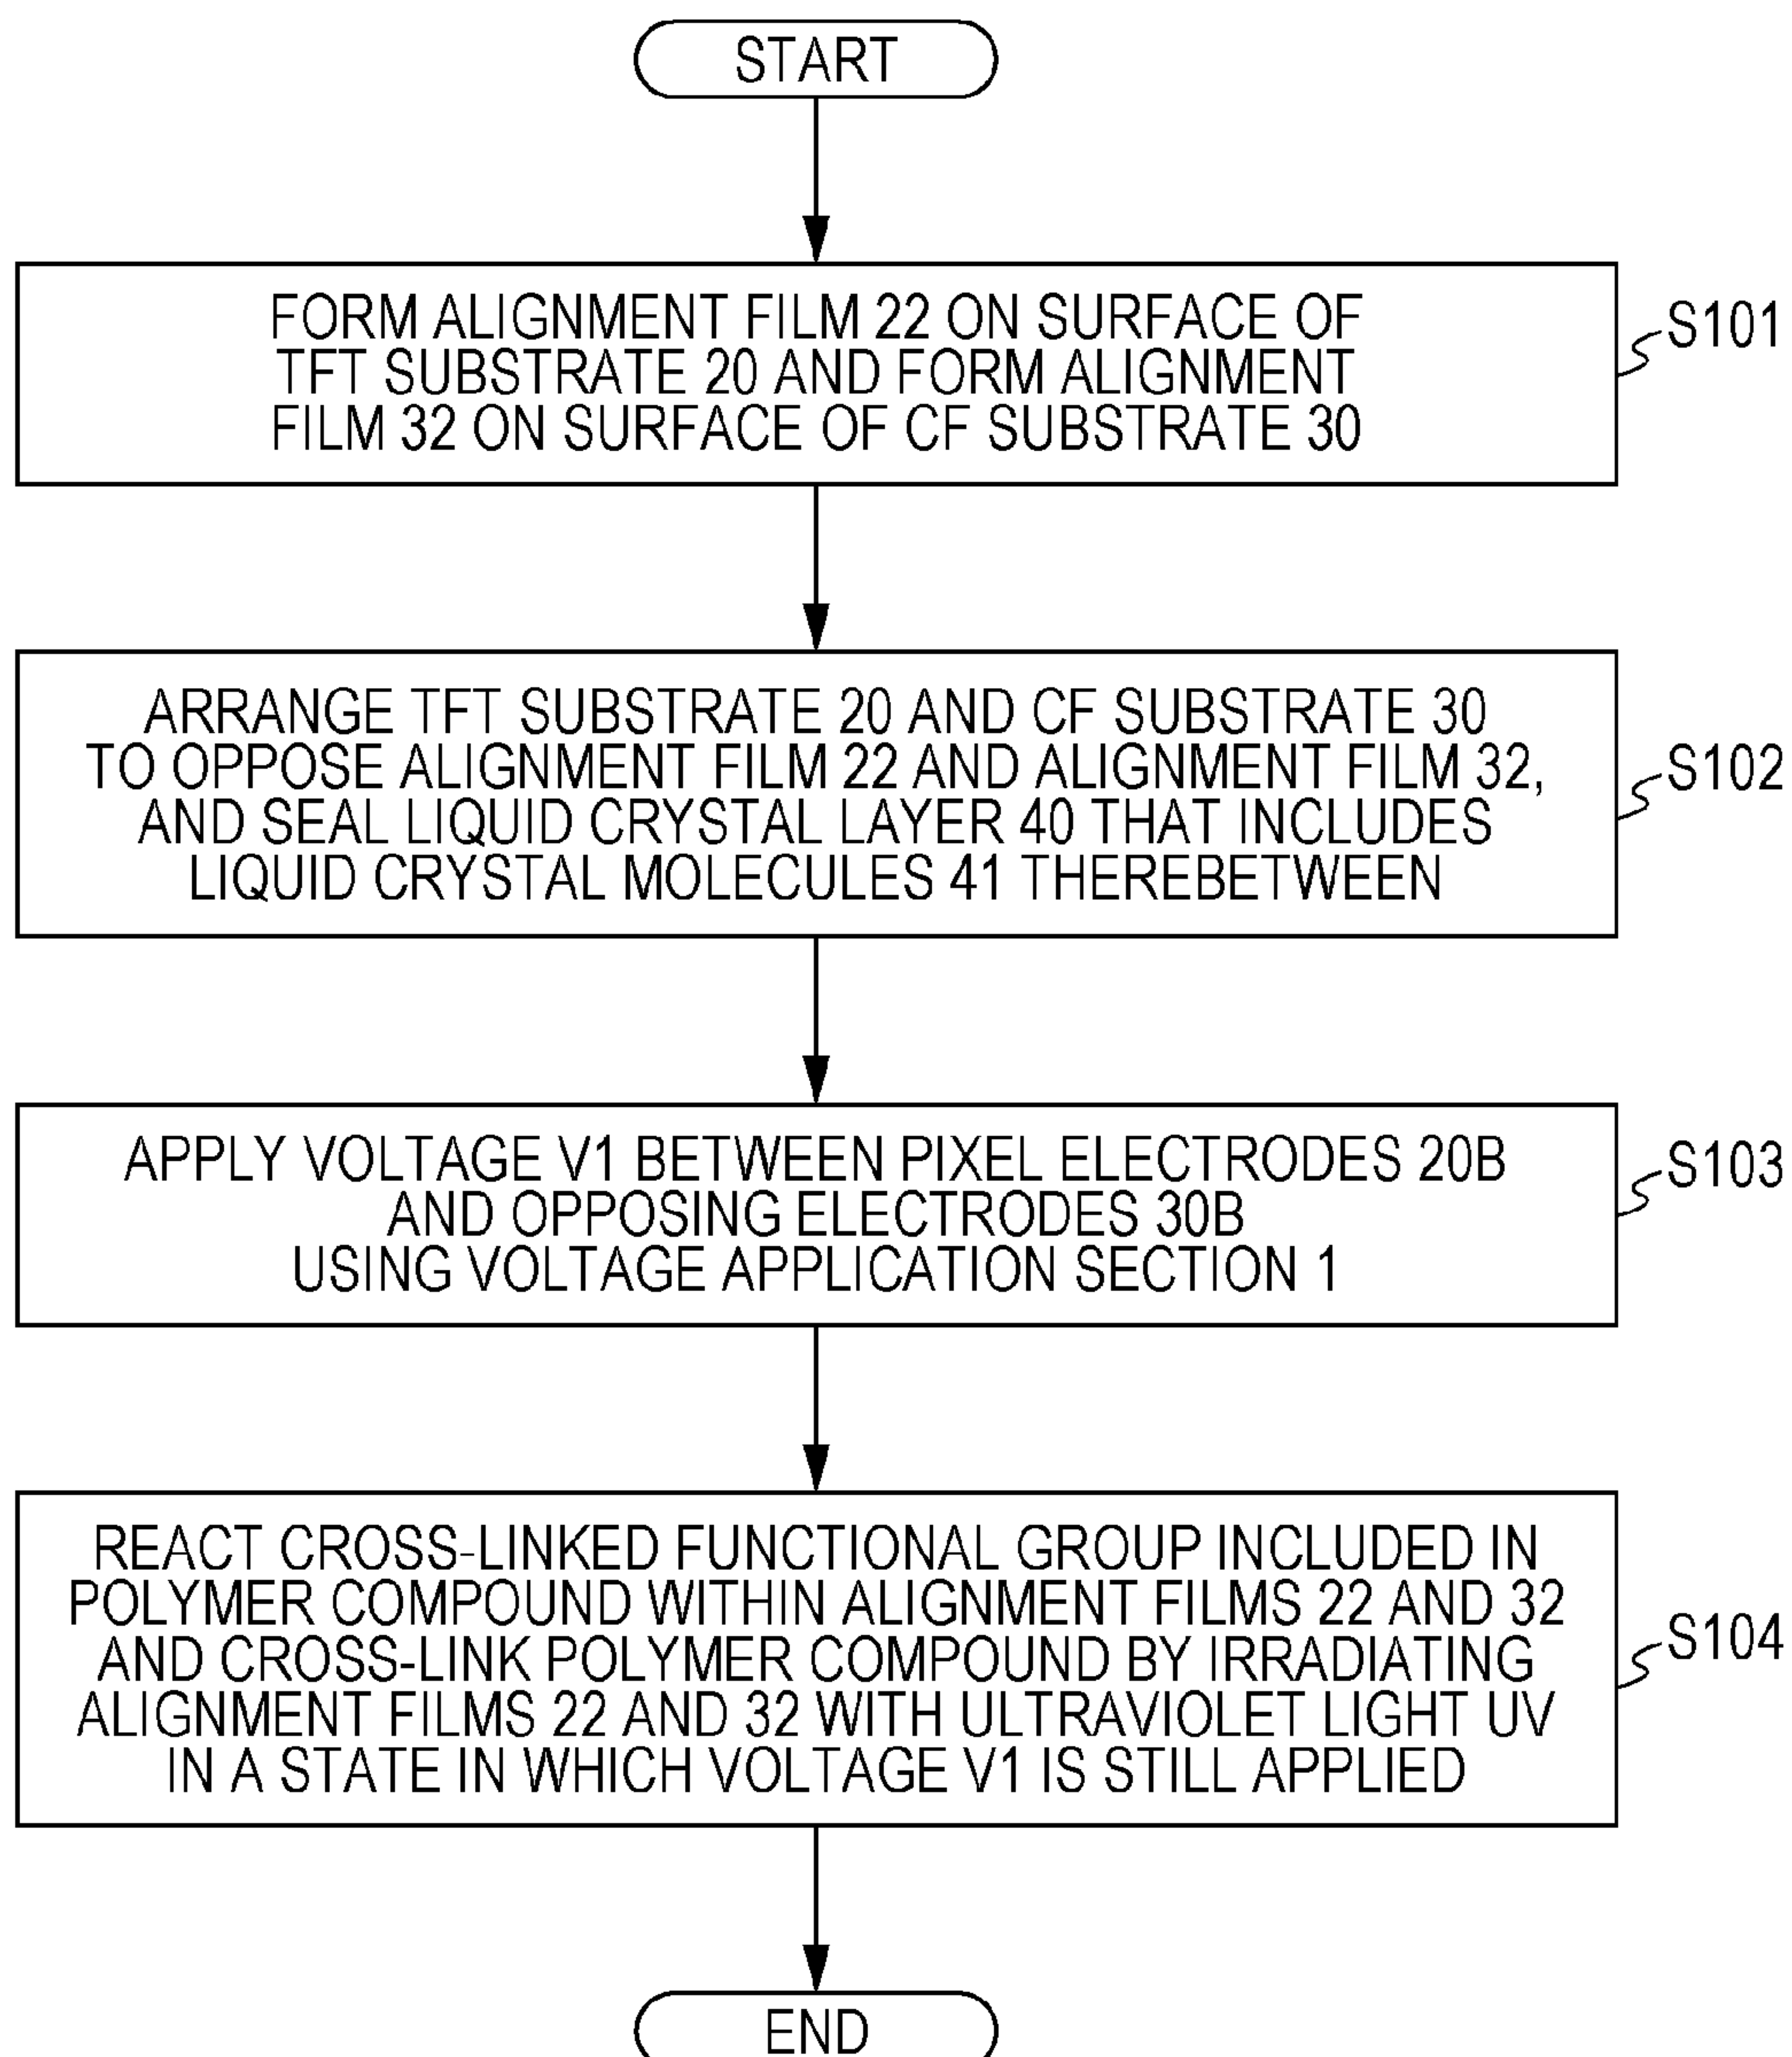 START
FORM ALIGNMENT FILM 22 ON SURFACE OF
TFT SUBSTRATE 20 AND FORM ALIGNMENT
FILM 32 ON SURFACE OF CF SUBSTRATE 30
S101
ARRANGE TFT SUBSTRATE 20 AND CF SUBSTRATE 30
TO OPPOSE ALIGNMENT FILM 22 AND ALIGNMENT FILM 32,
AND SEAL LIQUID CRYSTAL LAYER 40 THAT INCLUDES
LIQUID CRYSTAL MOLECULES 41 THEREBETWEEN
S102
APPLY VOLTAGE V1 BETWEEN PIXEL ELECTRODES 20B
AND OPPOSING ELECTRODES 30B
USING VOLTAGE APPLICATION SECTION 1
S103
REACT CROSS-LINKED FUNCTIONAL GROUP INCLUDED IN
POLYMER COMPOUND WITHIN ALIGNMENT FILMS 22 AND 32
AND CROSS-LINK POLYMER COMPOUND BY IRRADIATING
ALIGNMENT FILMS 22 AND 32 WITH ULTRAVIOLET LIGHT UV
IN A STATE IN WHICH VOLTAGE V1 IS STILL APPLIED
S104
END